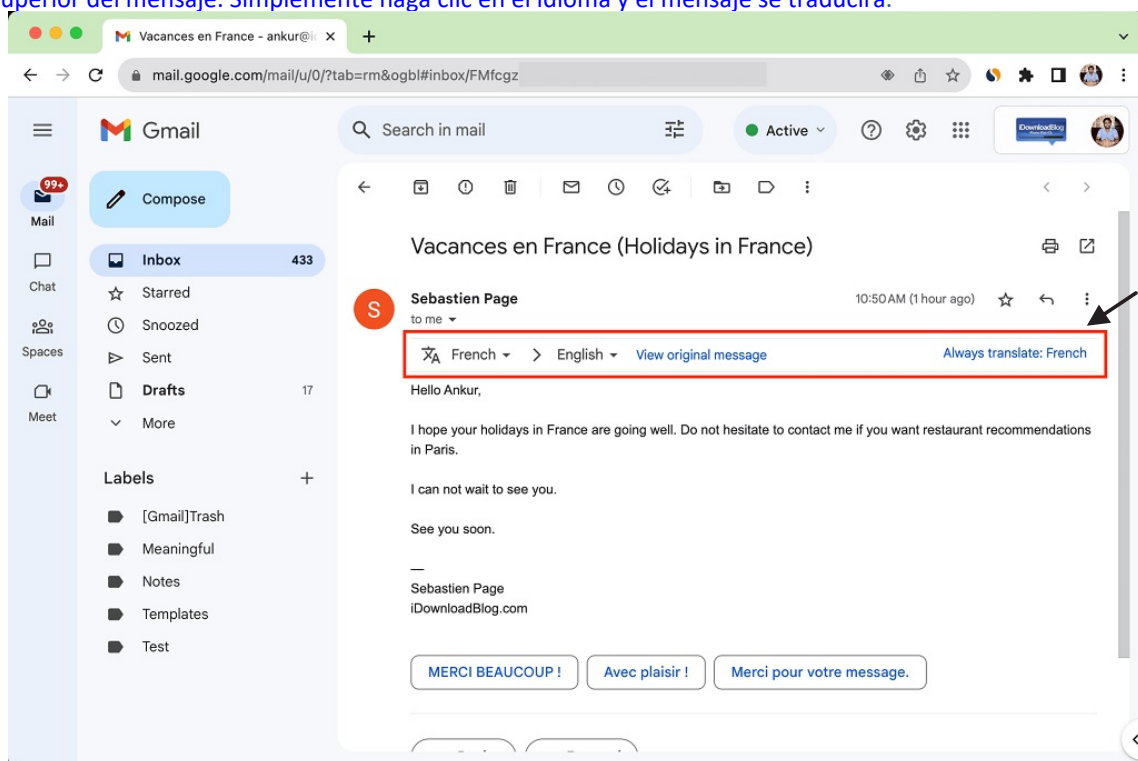 superior del mensaje. Simplemente haga clic en el idioma y el mensaje se traducirá.
Vacances en France - ankur@i
mail.google.com/mail/u/0/?tab=rm&ogbl#inbox/FMfcgz
Gmail
Search in mail
Active
iDownloadBlog
99+
Mail
Compose
Inbox 433
Chat
Starred
Snoozed
Spaces
Sent
Drafts 17
Meet
More
Labels
[Gmail]Trash
Meaningful
Notes
Templates
Test
Vacances en France (Holidays in France)
S
Sebastien Page
10:50 AM (1 hour ago)
to me
French > English View original message Always translate: French
Hello Ankur,
I hope your holidays in France are going well. Do not hesitate to contact me if you want restaurant recommendations
in Paris.
I can not wait to see you.
See you soon.
—
Sebastien Page
iDownloadBlog.com
MERCI BEAUCOUP ! Avec plaisir ! Merci pour votre message.